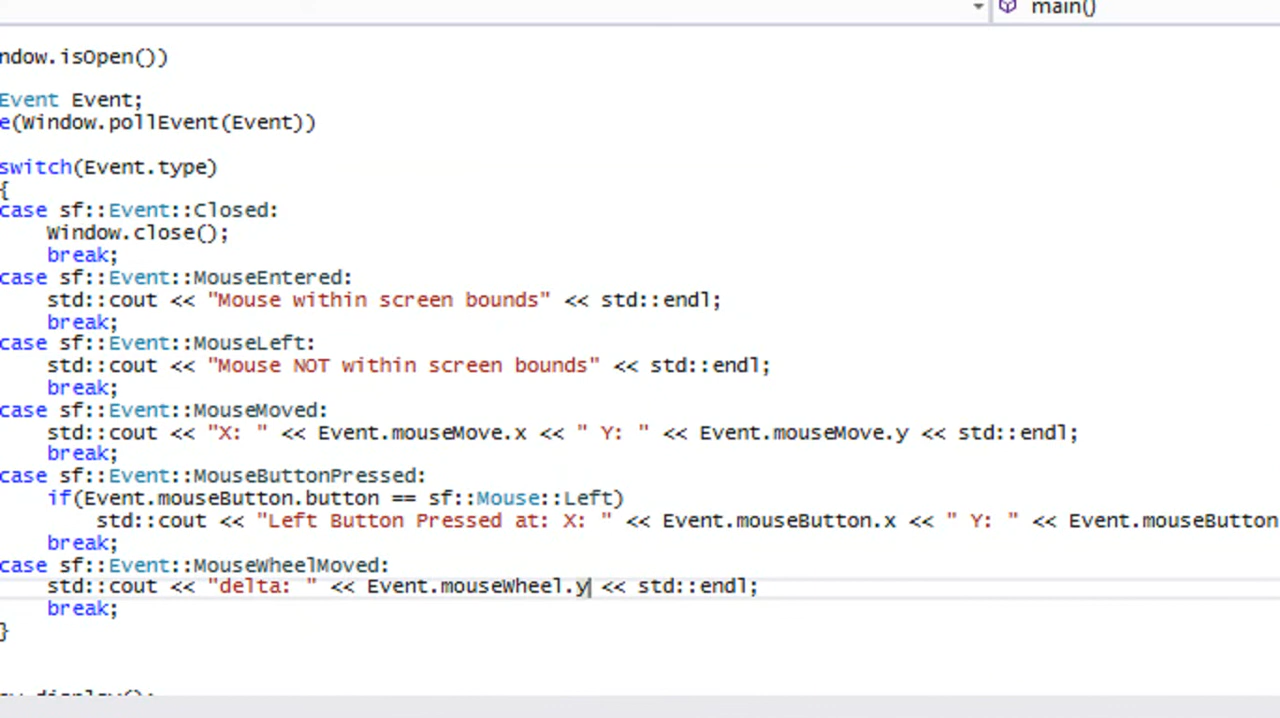 main()
ndow.isOpen())
Event Event;
e(Window.pollEvent(Event))
switch(Event.type)
{
case sf::Event::Closed:
Window.close();
break;
case sf::Event::MouseEntered:
std::cout << "Mouse within screen bounds" << std::endl;
break;
case sf::Event::MouseLeft:
std::cout << "Mouse NOT within screen bounds" << std::endl;
break;
case sf::Event::MouseMoved:
std::cout << "X: " << Event.mouseMove.x << " Y: " << Event.mouseMove.y << std::endl;
break;
case sf::Event::MouseButtonPressed:
if(Event.mouseButton.button == sf::Mouse::Left)
std::cout << "Left Button Pressed at: X: " << Event.mouseButton.x << " Y: " << Event.mouseButton
break;
case sf::Event::MouseWheelMoved:
std::cout << "delta: " << Event.mouseWheel.y << std::endl;
break;
}